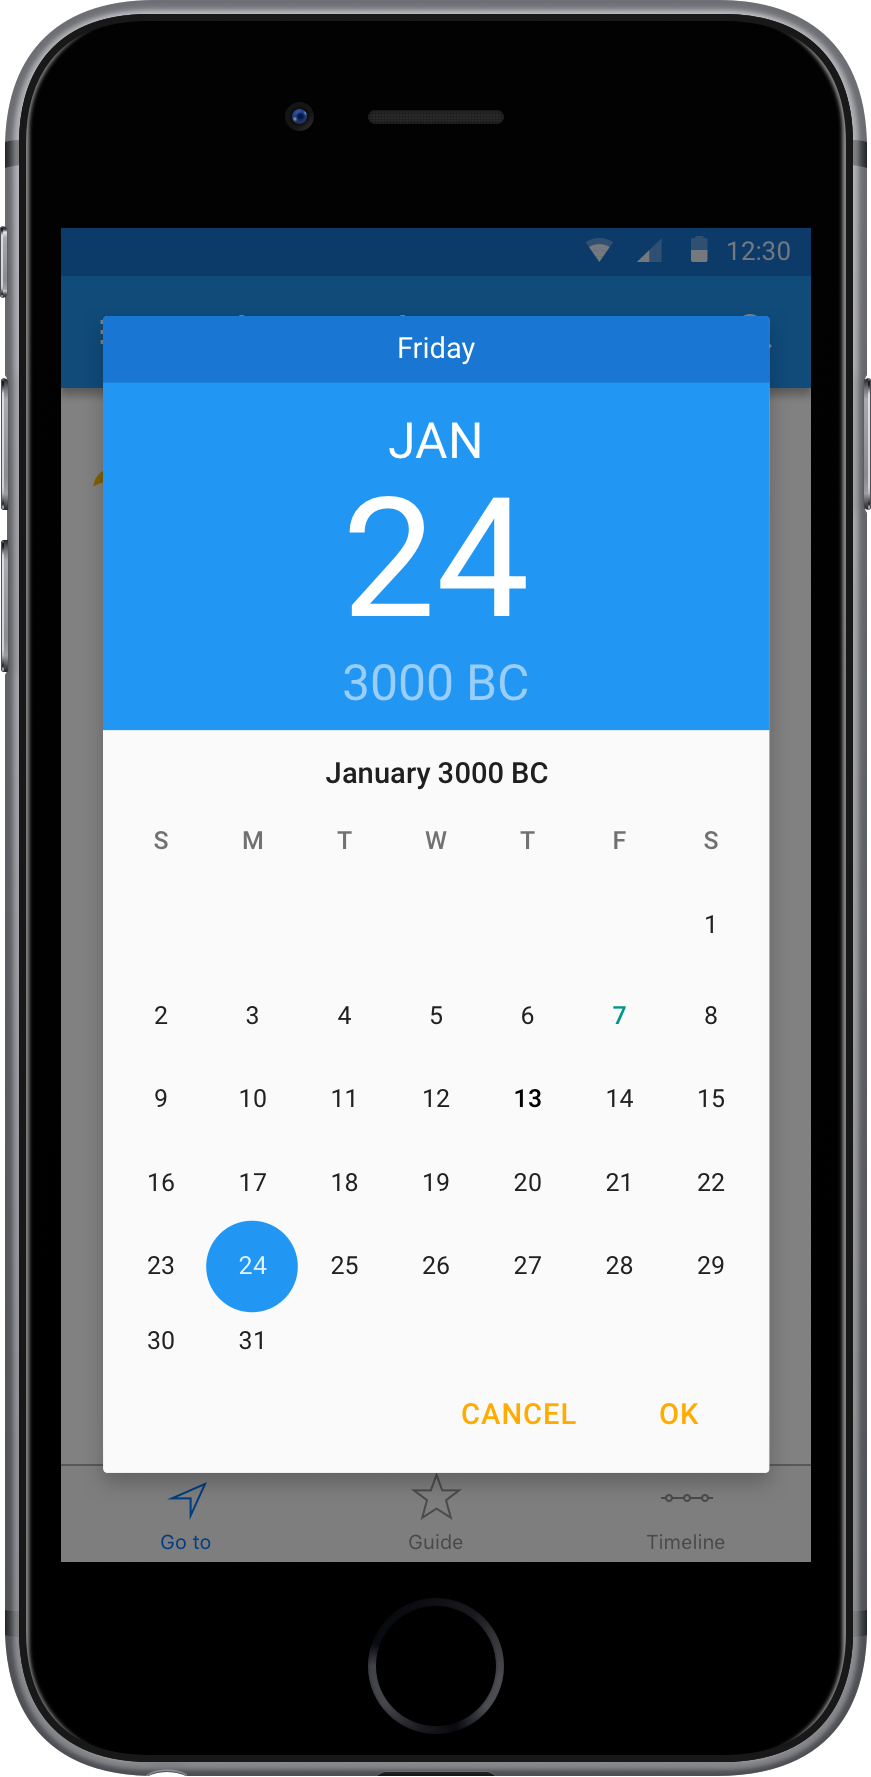 12:30
Friday
JAN
24
3000 BC
January 3000 BC
S M T W T F S
1
2 3 4 5 6 7 8
9 10 11 12 13 14 15
16 17 18 19 20 21 22
23 24 25 26 27 28 29
30 31
CANCEL OK
Go to Guide Timeline